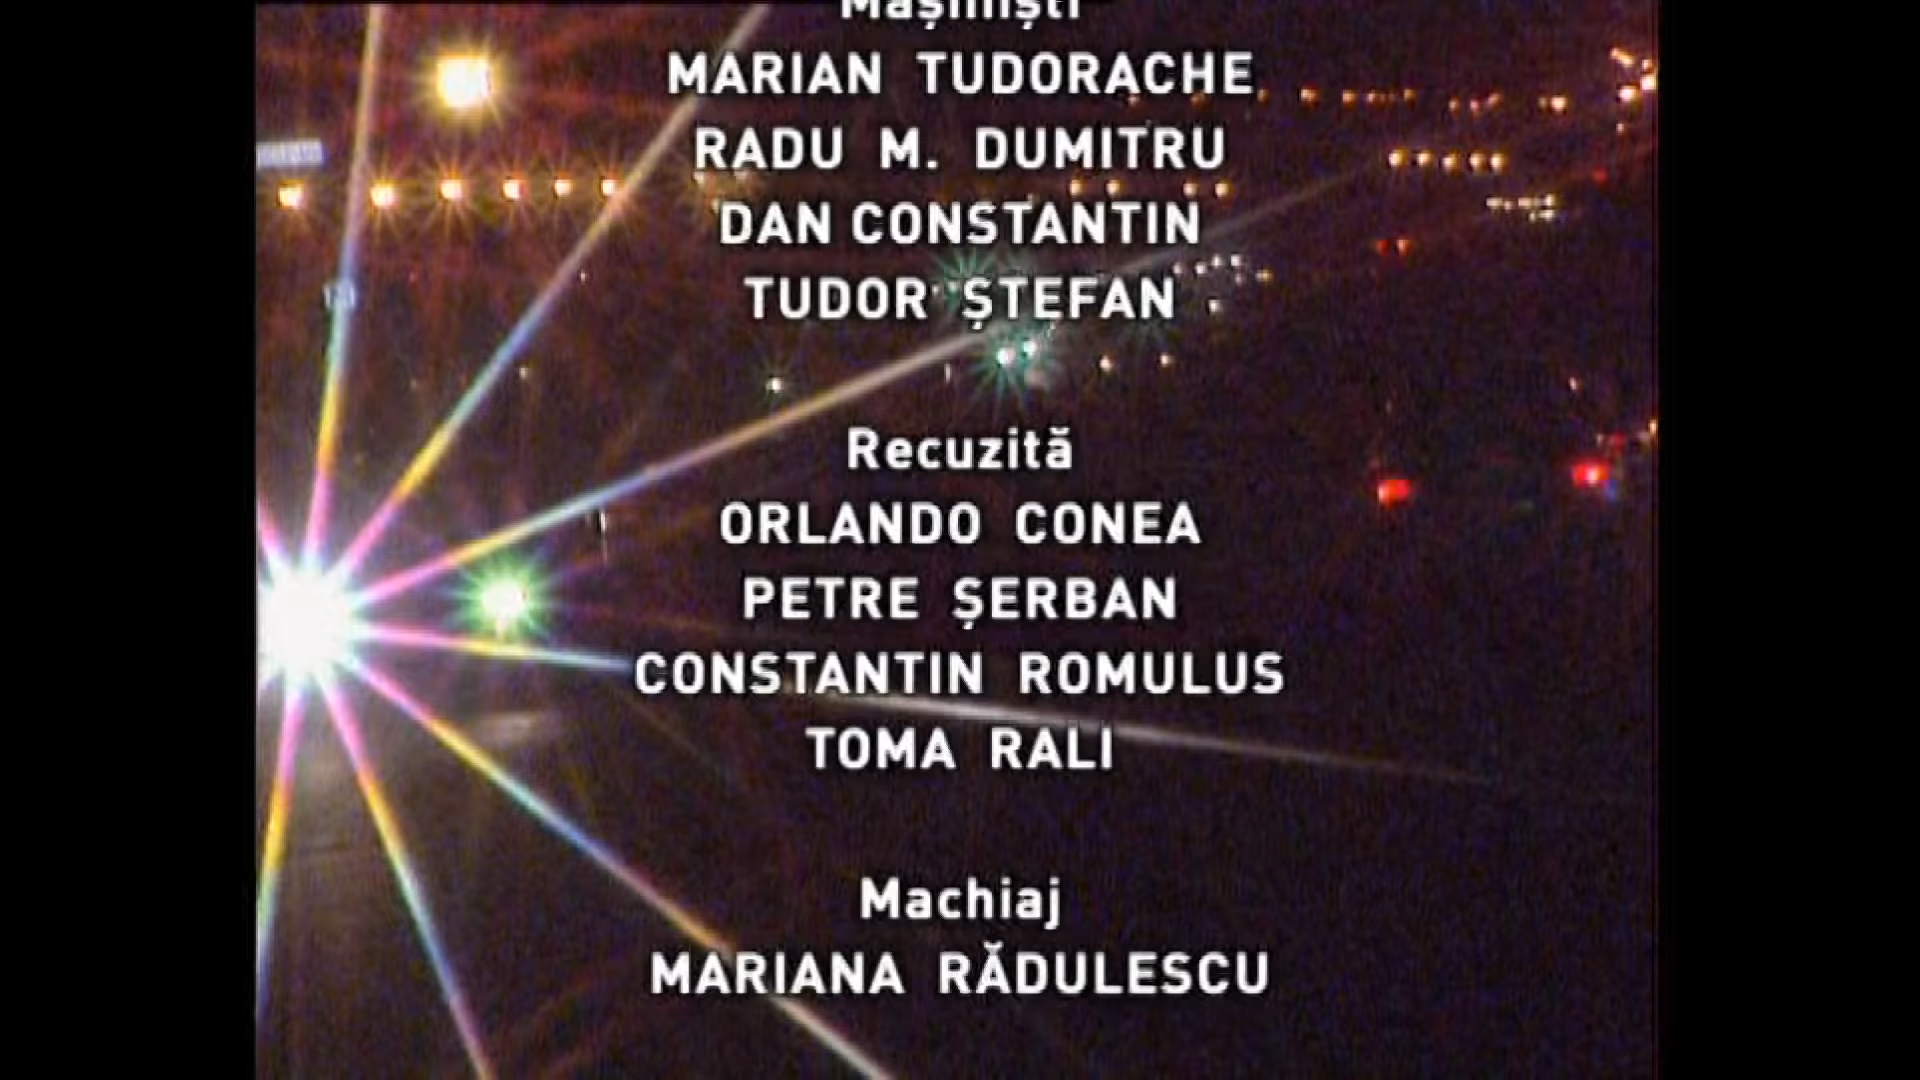 Mașiniști
MARIAN TUDORACHE
RADU M. DUMITRU
DAN CONSTANTIN
TUDOR ȘTEFAN
Recuzită
ORLANDO CONEA
PETRE ȘERBAN
CONSTANTIN ROMULUS
TOMA RALI
Machiaj
MARIANA RĂDULESCU